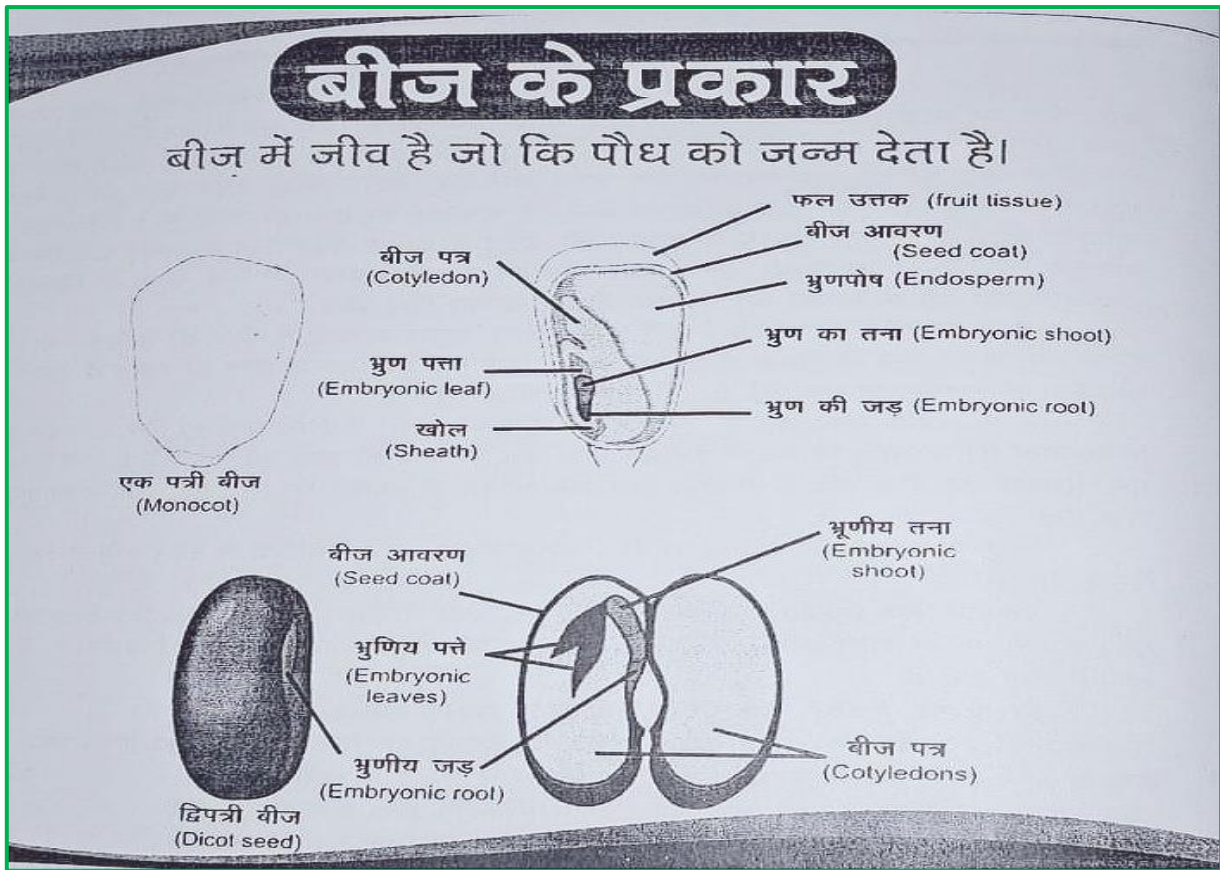 बीज के प्रकार
बीज़ में जीव है जो कि पौध को जन्म देता है।
फल उत्तक (fruit tissue)
बीज आवरण
(Seed coat)
बीज पत्र
(Cotyledon)
भ्रुणपोष (Endosperm)
भ्रुण का तना (Embryonic shoot)
भ्रुण पत्ता
(Embryonic leaf)
भ्रुण की जड़ (Embryonic root)
खोल
(Sheath)
एक पत्री बीज
(Monocot)
भ्रूणीय तना
(Embryonic
shoot)
बीज आवरण
(Seed coat)
भ्रुणिय पत्ते
(Embryonic
leaves)
बीज पत्र
(Cotyledons)
भ्रुणीय जड़
(Embryonic root)
द्विपत्री बीज
(Dicot seed)